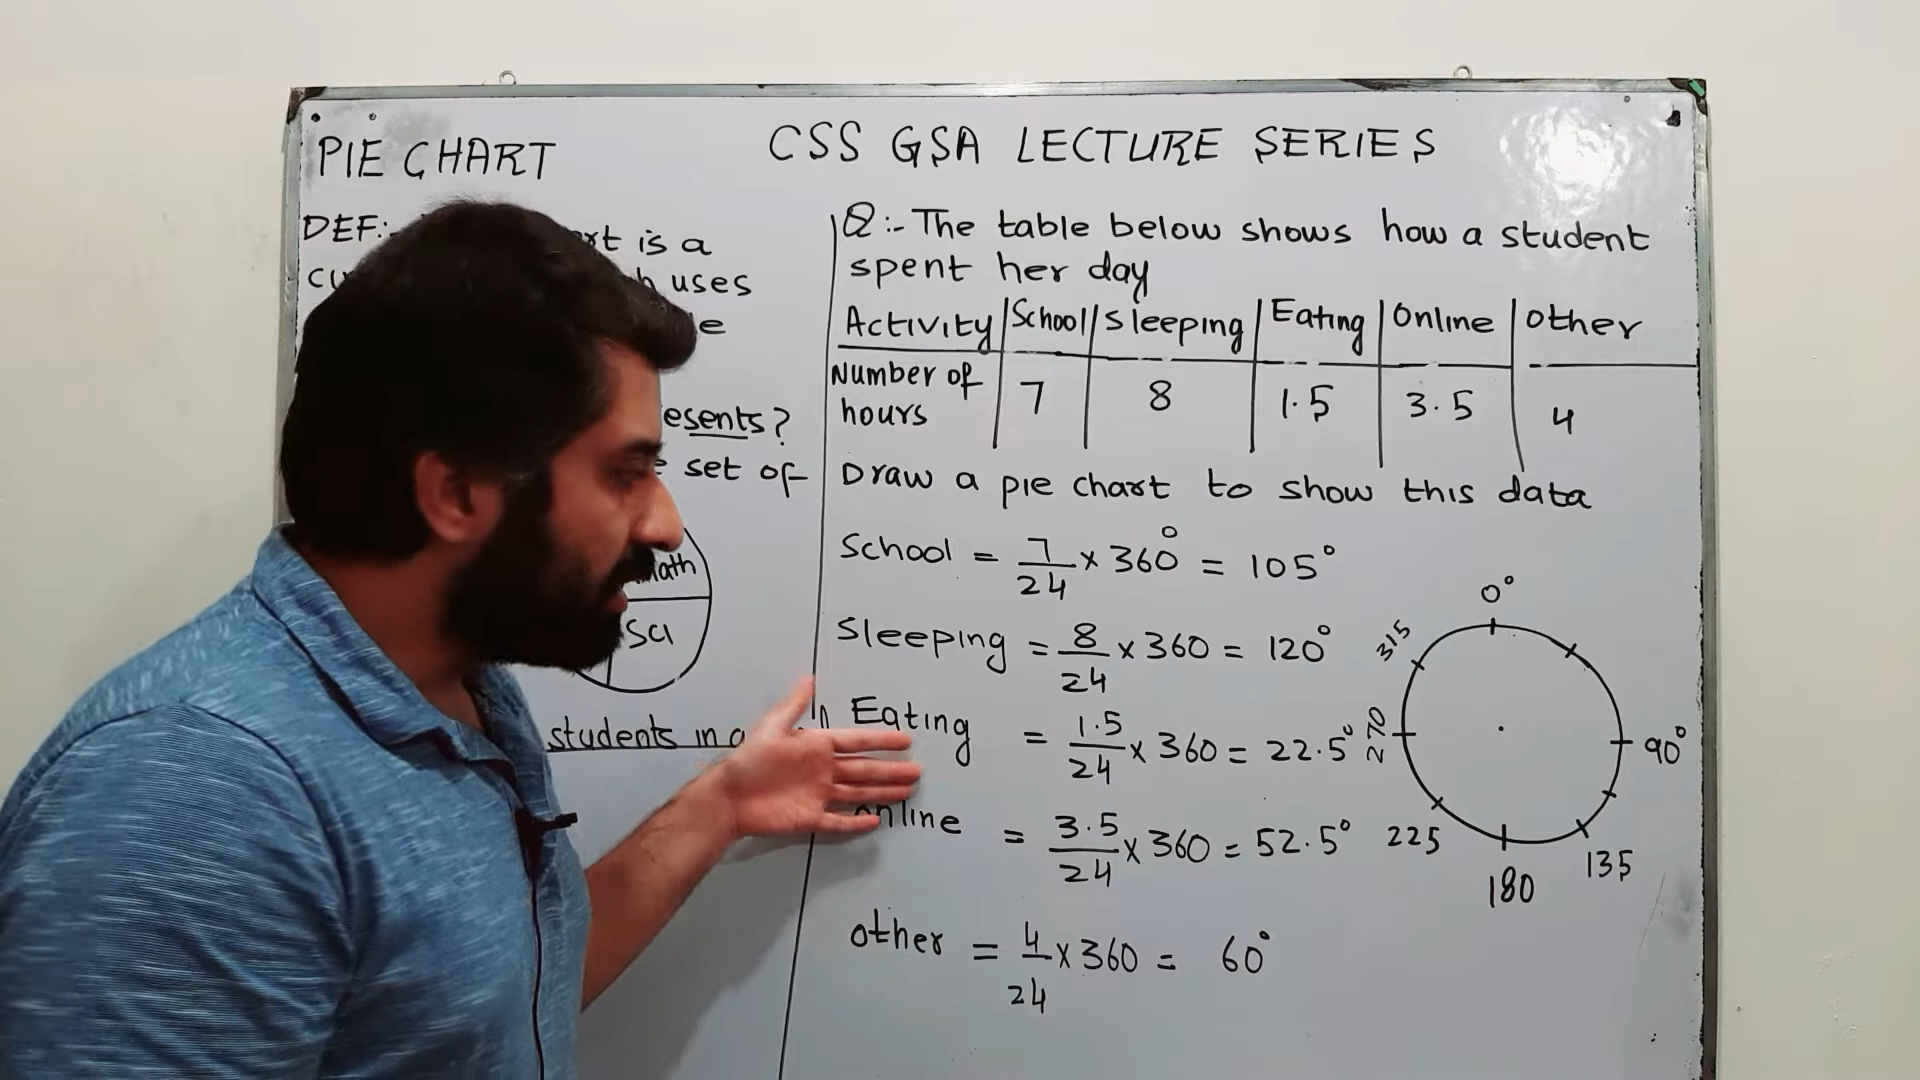 PIE CHART
CSS GSA LECTURE SERIES
DEF:-
is a
uses
esents?
set of
Math
SCI
students in a
Q:- The table below shows how a student
spent her day
Activity School Sleeping Eating Online other
Number of hours 7 8 1.5 3.5 4
Draw a pie chart to show this data
School = 7/24 × 360° = 105°
Sleeping = 8/24 × 360 = 120°
Eating = 1.5/24 × 360 = 22.5°
online = 3.5/24 × 360 = 52.5°
other = 4/24 × 360 = 60°
0°
315
270
90°
225
135
180